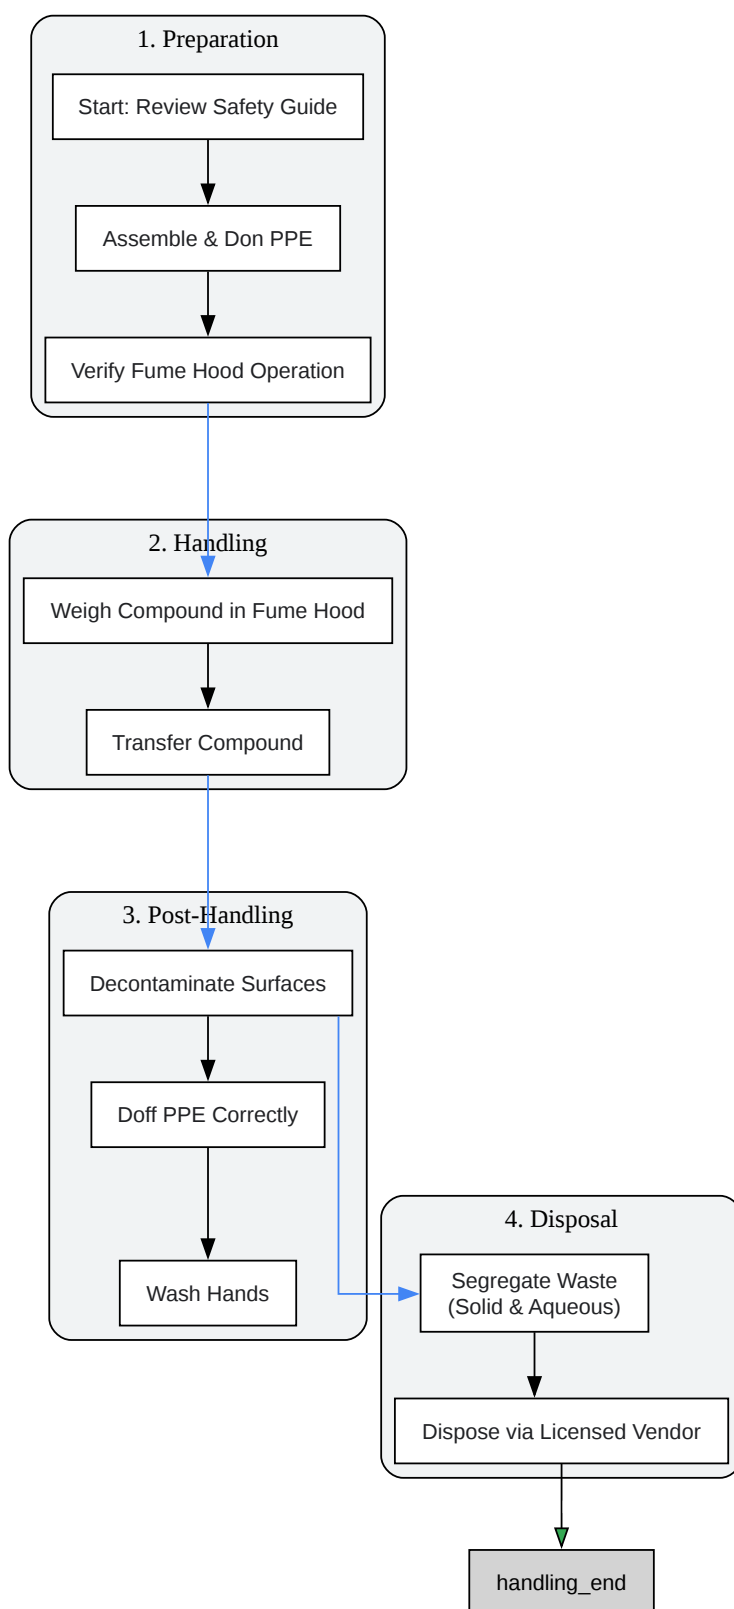 1. Preparation
Start: Review Safety Guide
Assemble & Don PPE
Verify Fume Hood Operation
2. Handling
Weigh Compound in Fume Hood
Transfer Compound
3. Post-Handling
Decontaminate Surfaces
Doff PPE Correctly
Wash Hands
4. Disposal
Segregate Waste
(Solid & Aqueous)
Dispose via Licensed Vendor
handling_end